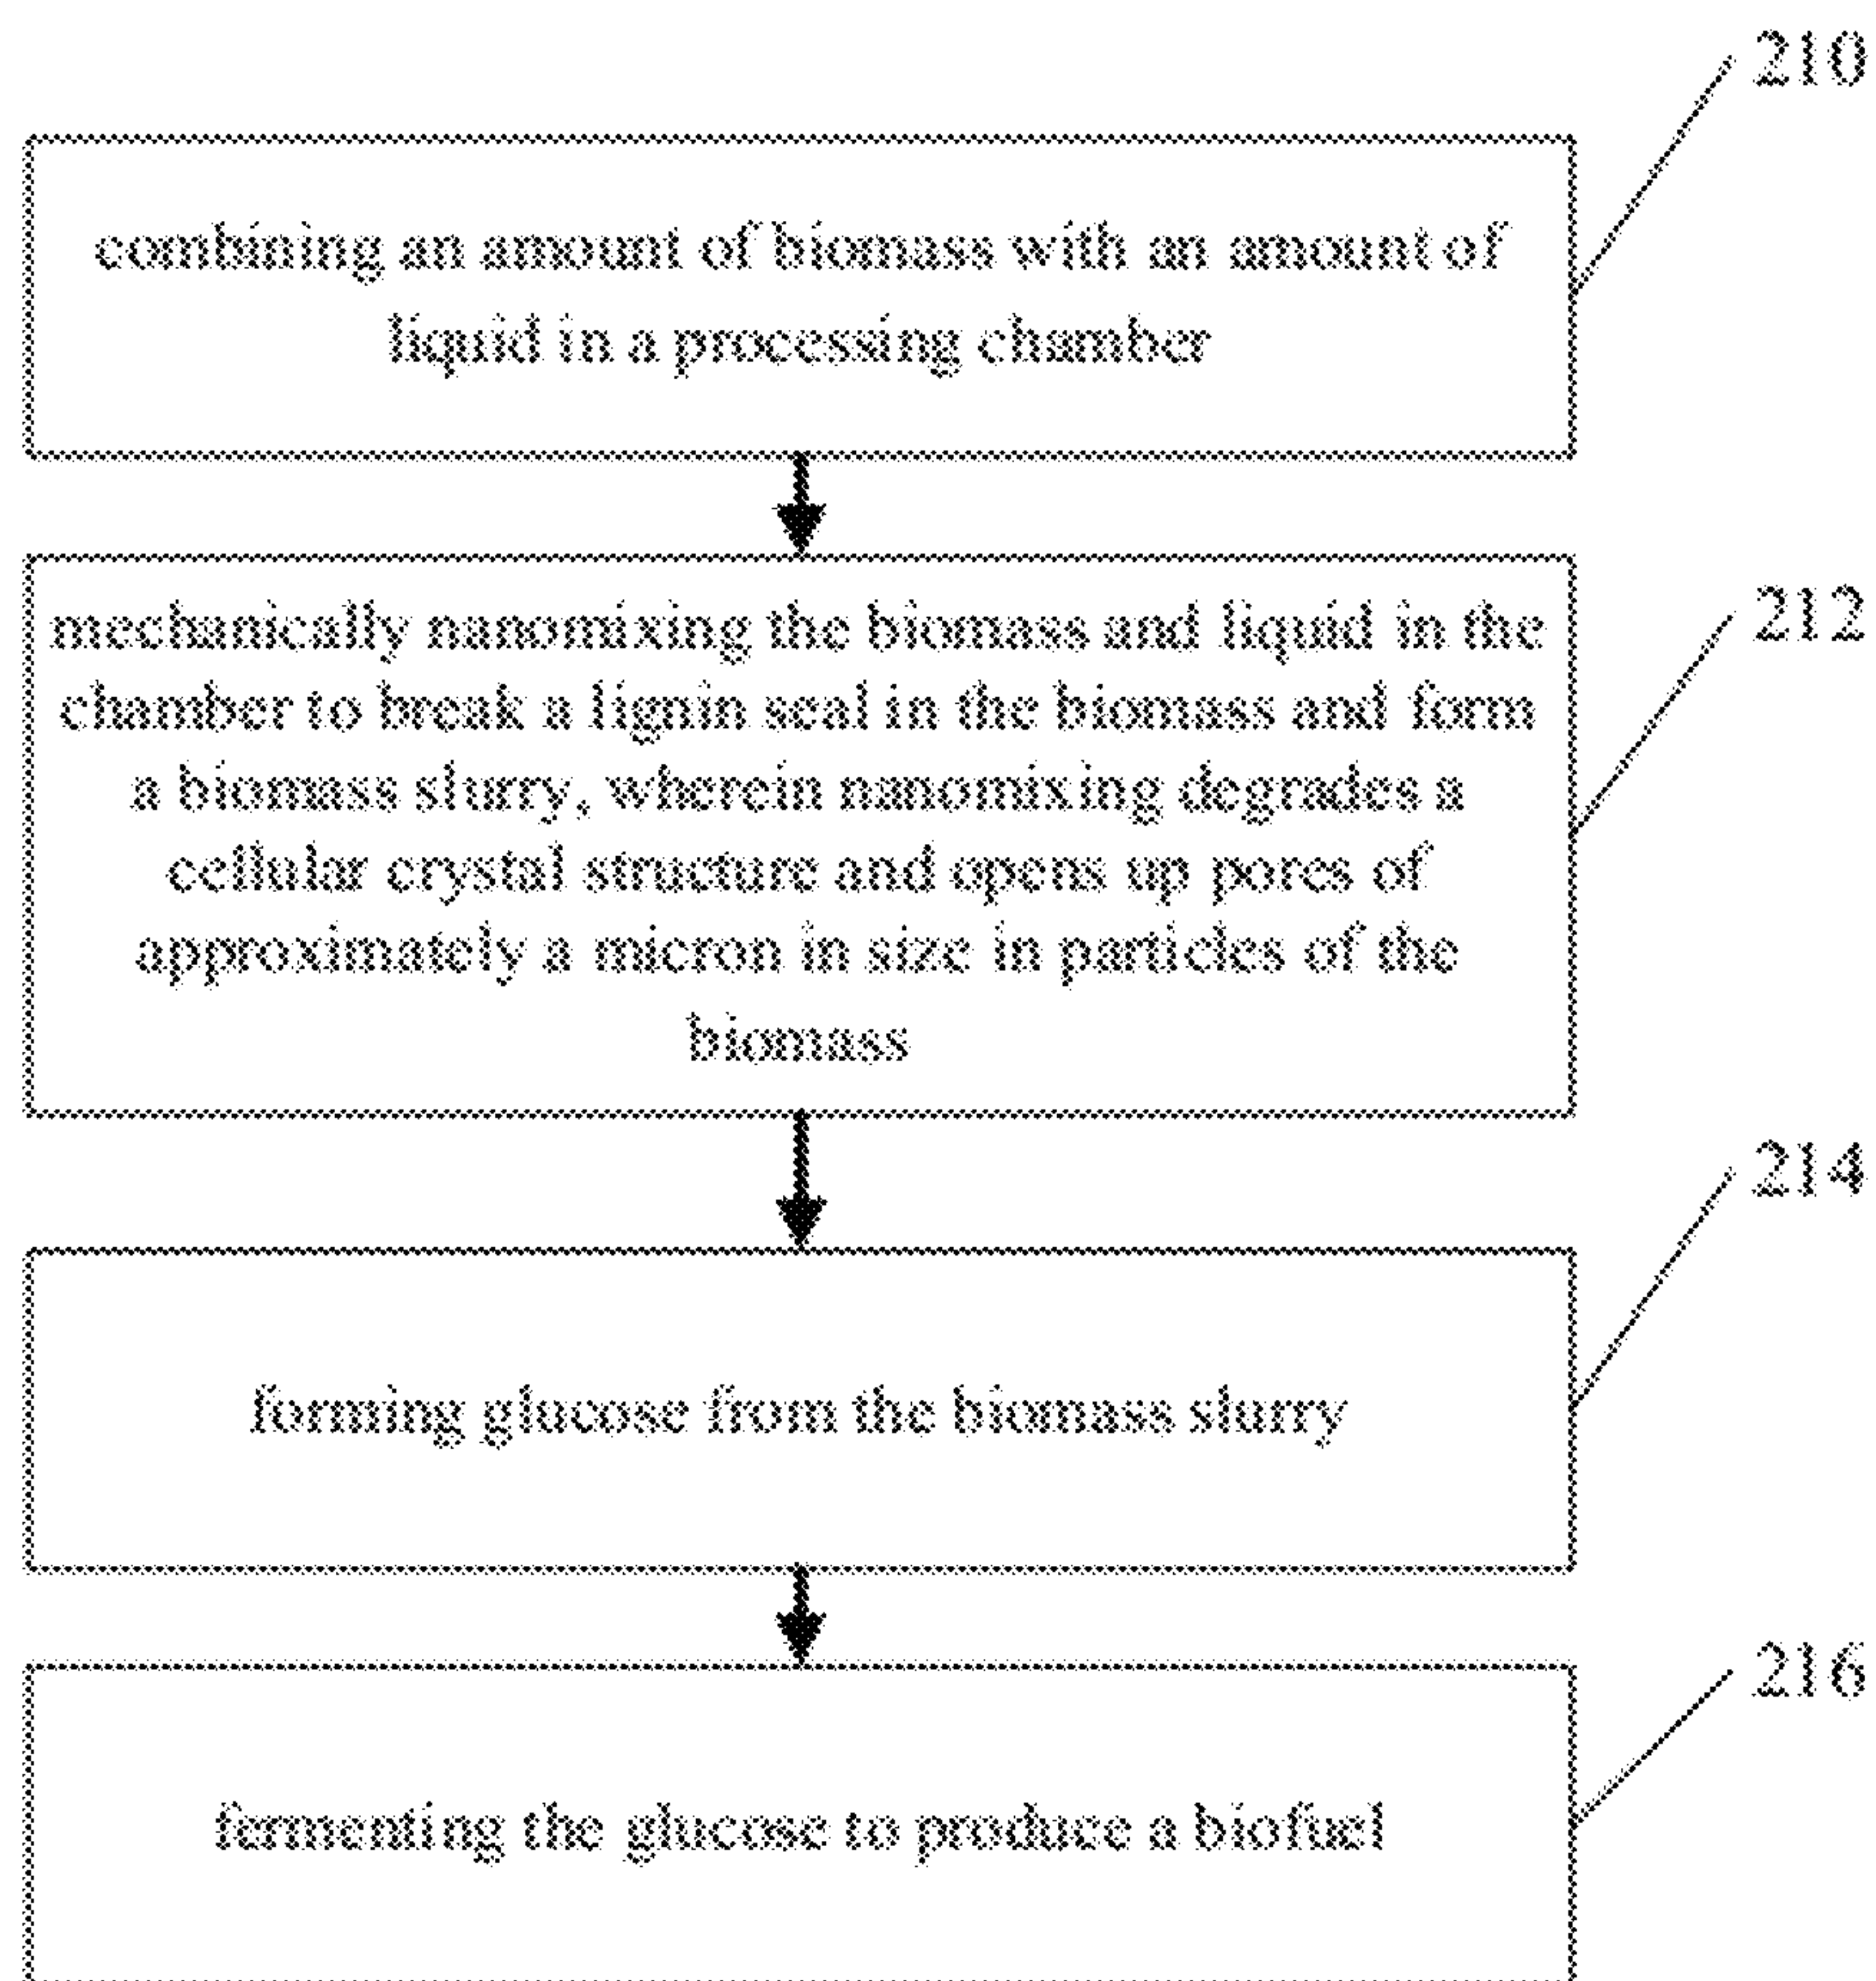 210
combining an amount of biomass with an amount of
liquid in a processing chamber
212
mechanically nanomixing the biomass and liquid in the
chamber to break a lignin seal in the biomass and form
a biomass slurry, wherein nanomixing degrades a
cellular crystal structure and opens up pores of
approximately a micron in size in particles of the
biomass
214
forming glucose from the biomass slurry
216
fermenting the glucose to produce a biofuel